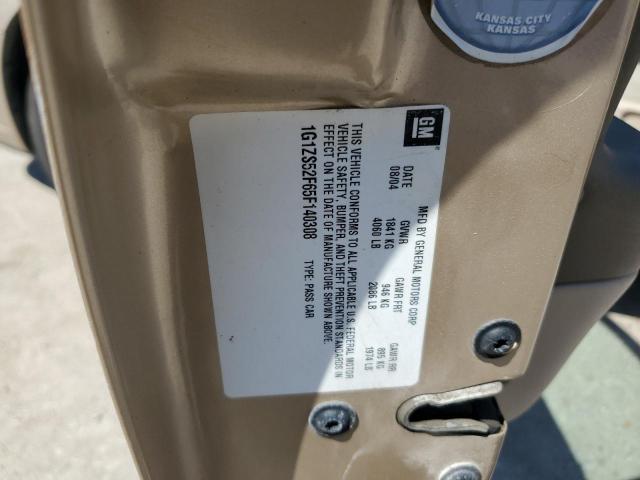 KANSAS CITY
KANSAS
GM
MFD BY GENERAL MOTORS CORP
DATE GVWR GAWR FRT GAWR RR
08/04 1841 KG 946 KG 895 KG
4060 LB 2086 LB 1974 LB
THIS VEHICLE CONFORMS TO ALL APPLICABLE U.S. FEDERAL MOTOR
VEHICLE SAFETY, BUMPER, AND THEFT PREVENTION STANDARDS IN
EFFECT ON THE DATE OF MANUFACTURE SHOWN ABOVE.
1G1ZS52F65F140308 TYPE: PASS CAR